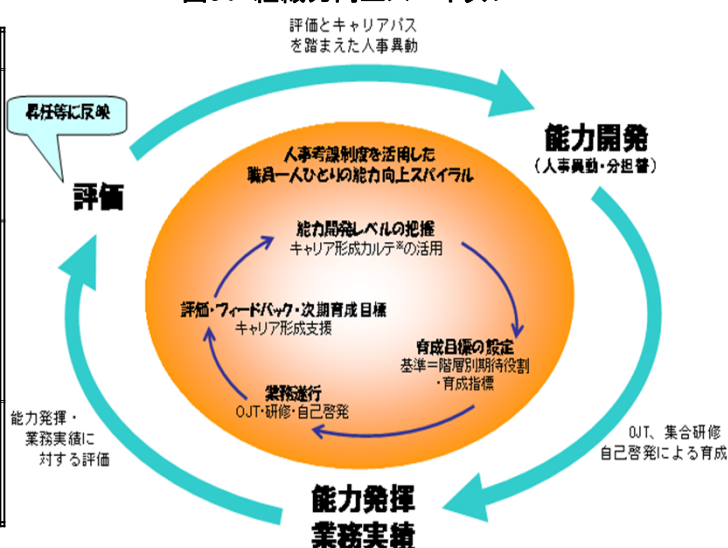 評価とキャリアパス
を踏まえた人事異動
昇任等に反映
能力開発
（人事異動・分担替）
評価
人事考課制度を活用した
職員一人ひとりの能力向上スパイラル
能力開発レベルの把握
キャリア形成カルテ※の活用
評価・フィードバック・次期育成目標
キャリア形成支援
育成目標の設定
基準＝階層別期待役割
・育成指標
業務遂行
OJT・研修・自己啓発
能力発揮・
業務実績に
対する評価
OJT、集合研修
自己啓発による育成
能力発揮
業務実績